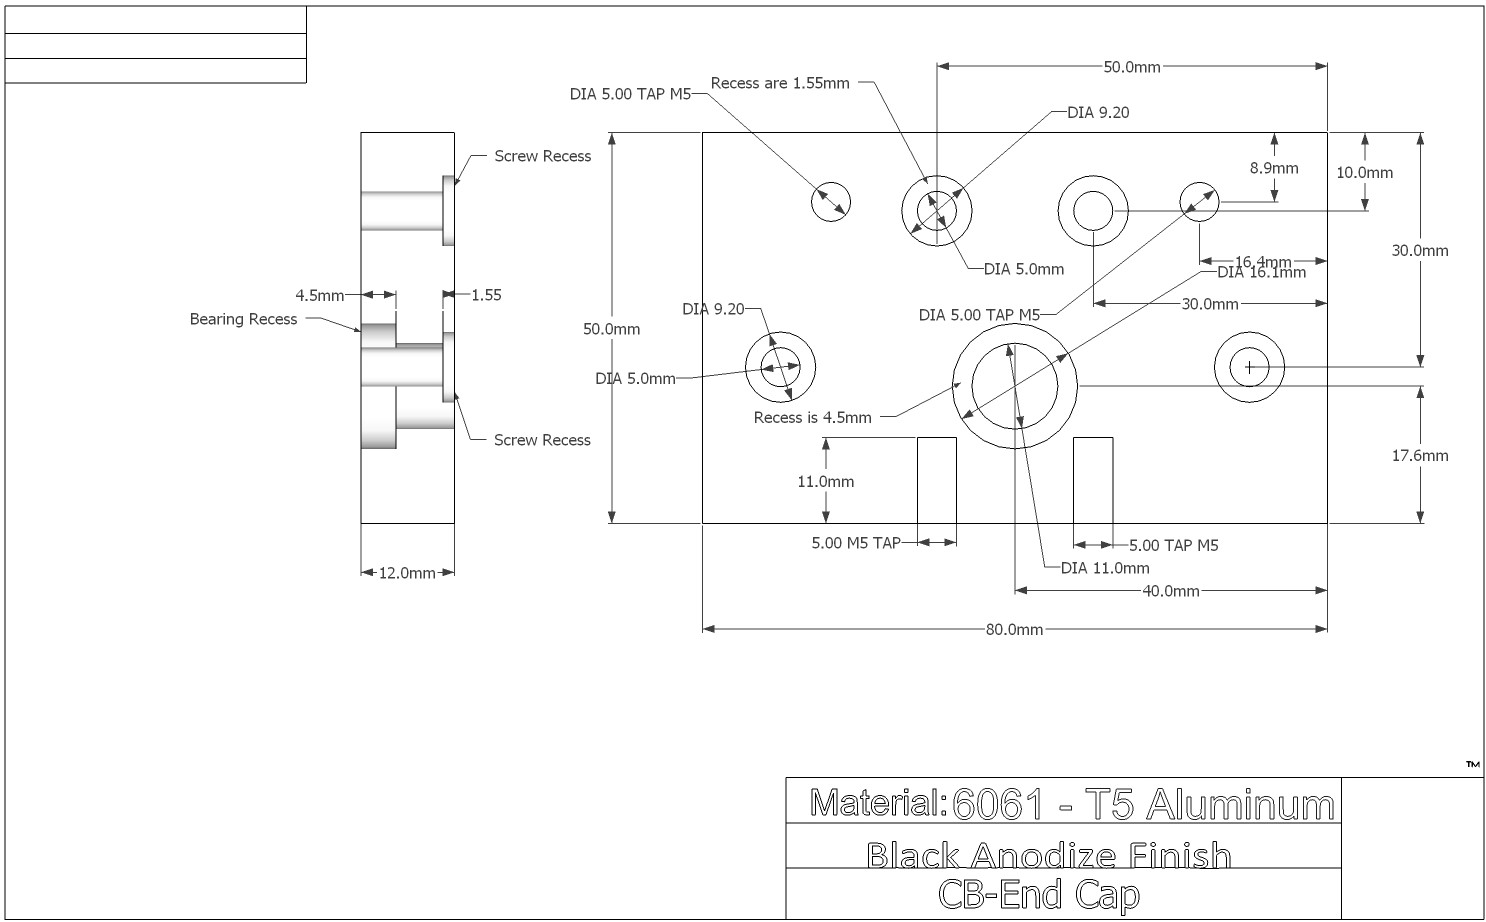 50.0mm
Recess are 1.55mm
DIA 5.00 TAP M5
DIA 9.20
Screw Recess
8.9mm
10.0mm
30.0mm
16.4mm
DIA 5.0mm
DIA 16.1mm
4.5mm
1.55
30.0mm
DIA 9.20
Bearing Recess
DIA 5.00 TAP M5
50.0mm
DIA 5.0mm
Recess is 4.5mm
Screw Recess
17.6mm
11.0mm
5.00 M5 TAP
5.00 TAP M5
DIA 11.0mm
12.0mm
40.0mm
80.0mm
TM
Material: 6061 - T5 Aluminum
Black Anodize Finish
CB-End Cap